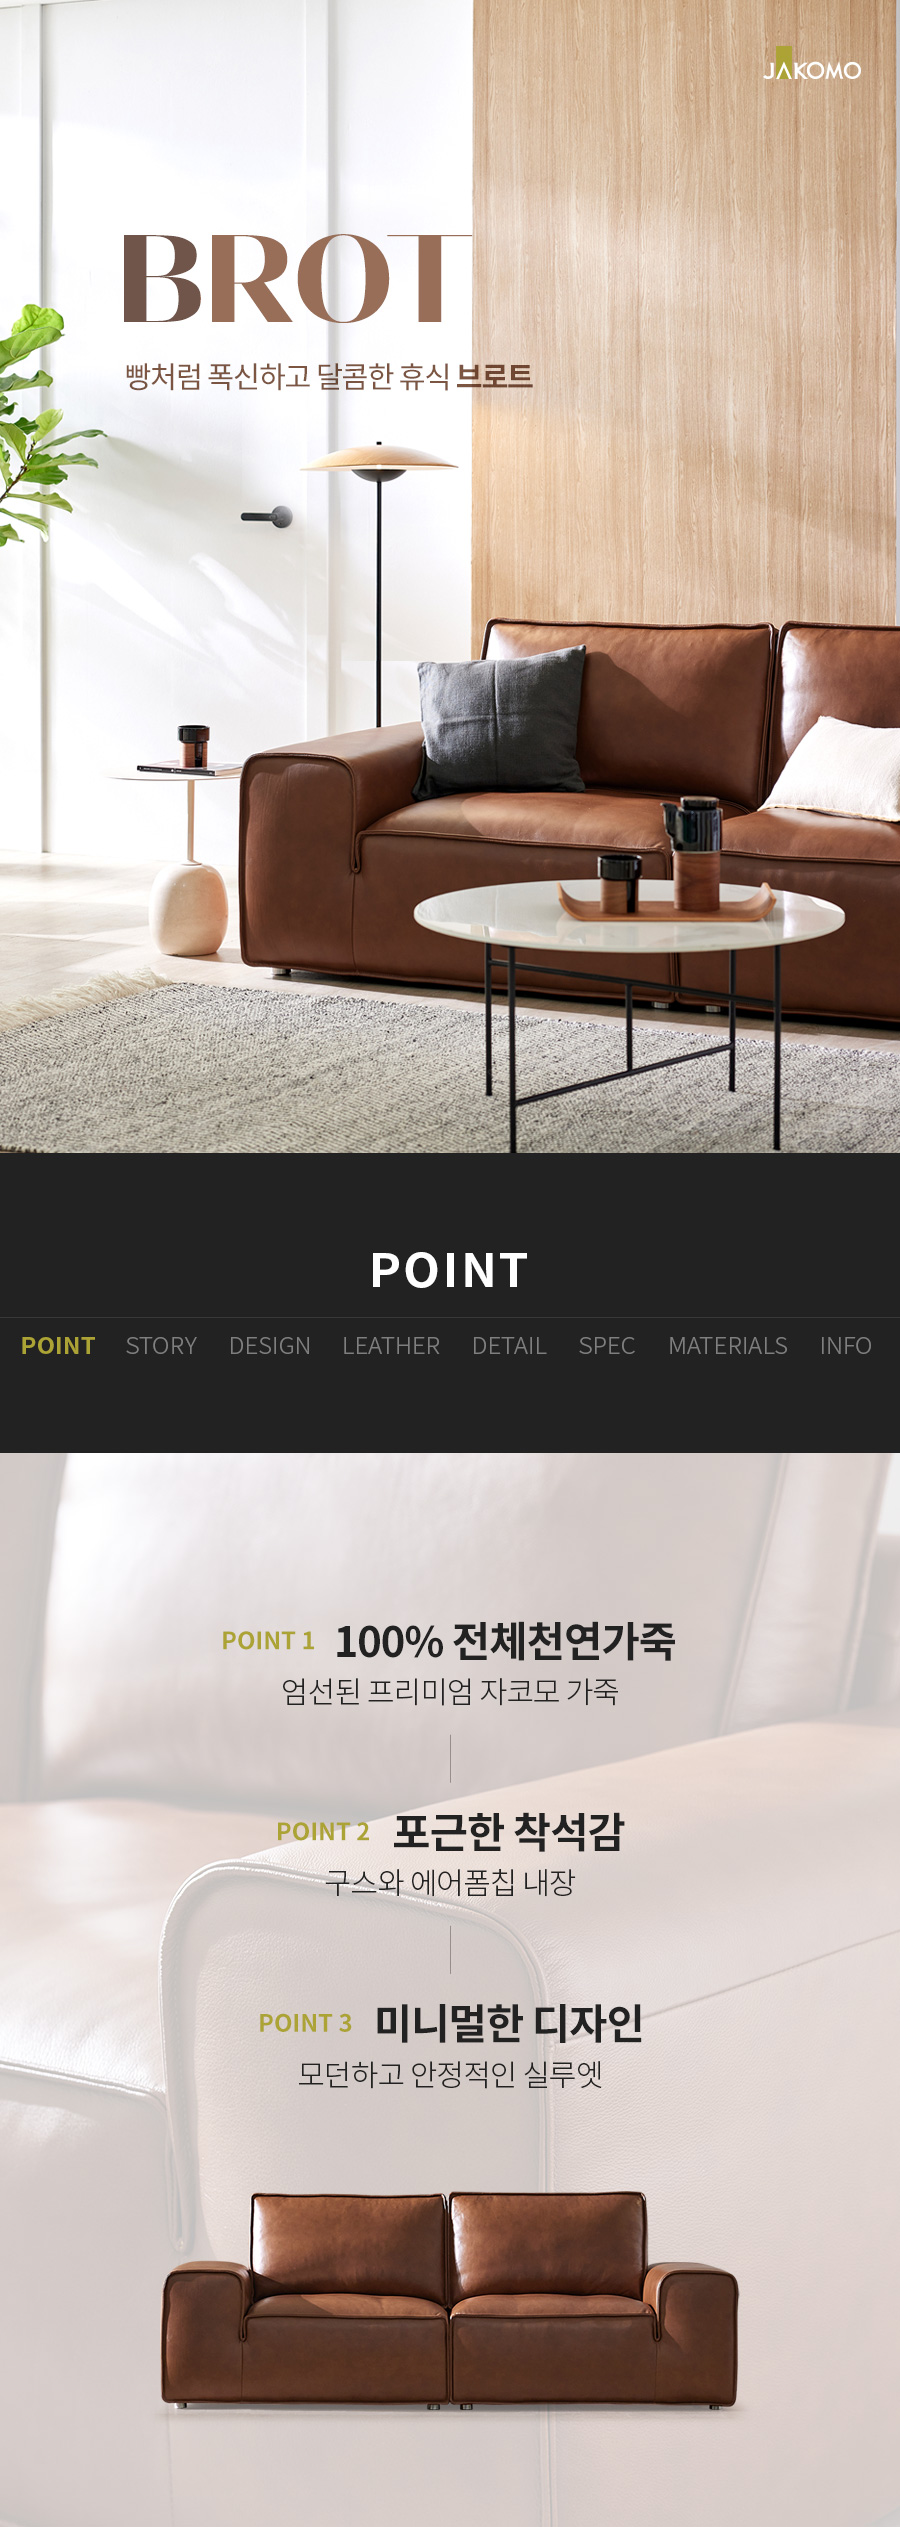 JAKOMO
BROT
빵처럼 폭신하고 달콤한 휴식 브로트
POINT
POINT STORY DESIGN LEATHER DETAIL SPEC MATERIALS INFO
POINT 1 100% 전체천연가죽
엄선된 프리미엄 자코모 가죽
POINT 2 포근한 착석감
구스와 에어폼칩 내장
POINT 3 미니멀한 디자인
모던하고 안정적인 실루엣